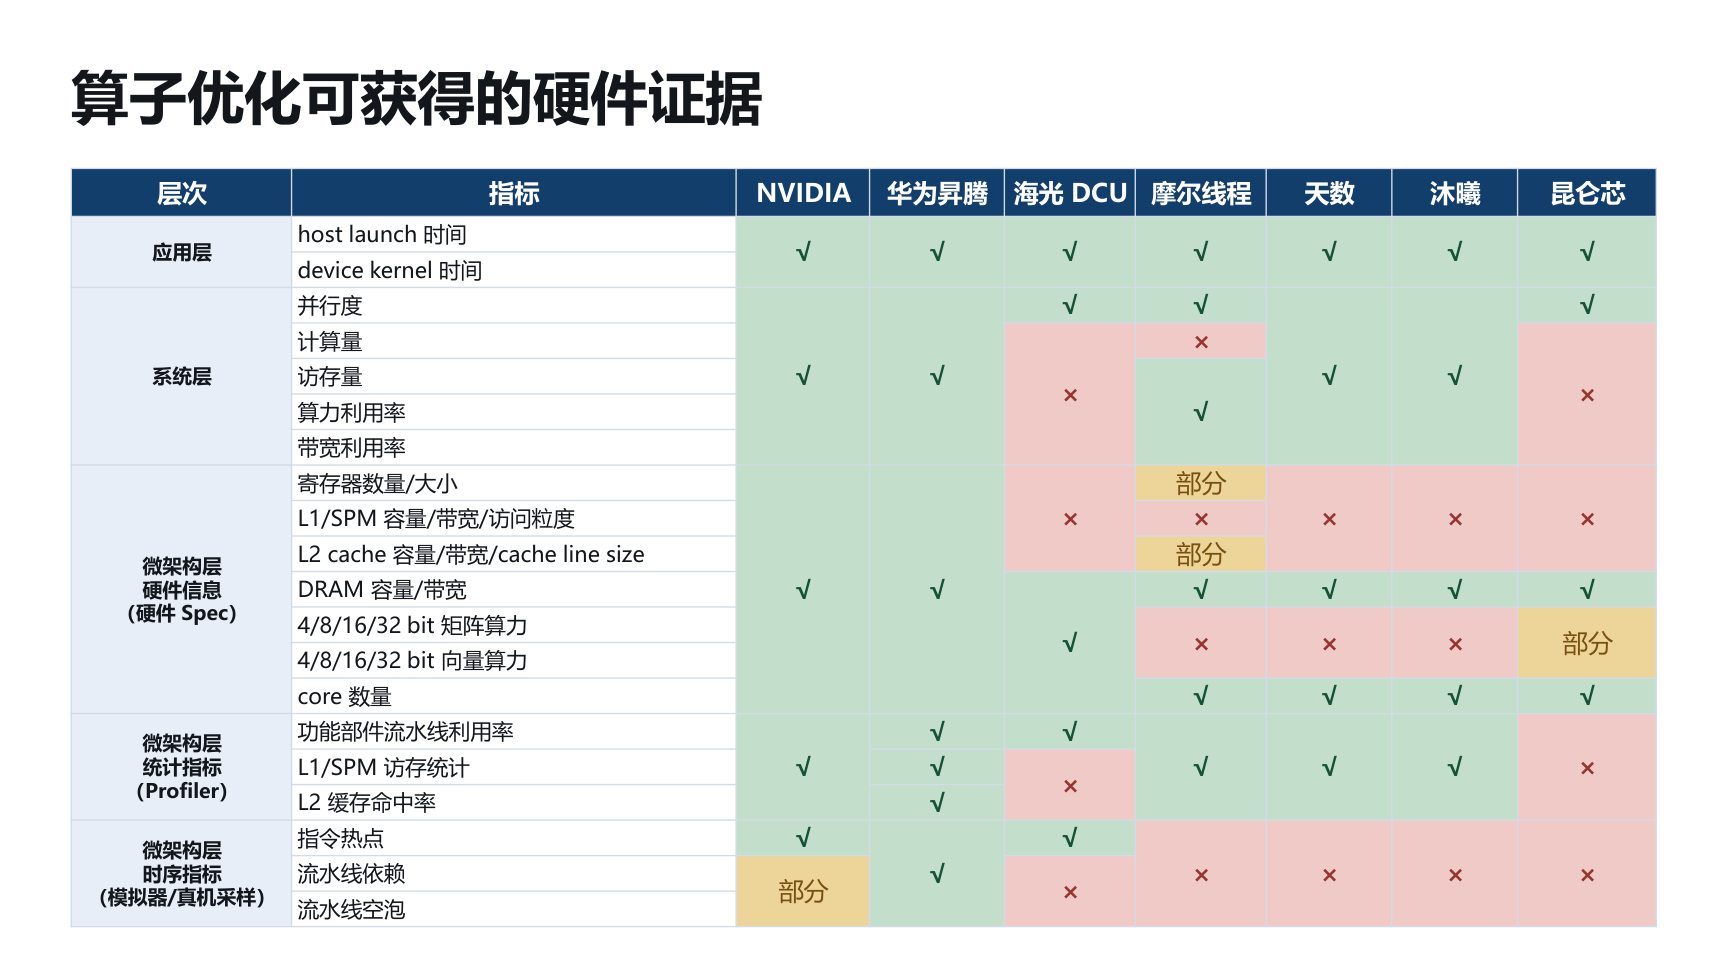 算子优化可获得的硬件证据
层次 指标 NVIDIA 华为昇腾 海光 DCU 摩尔线程 天数 沐曦 昆仑芯
应用层
host launch 时间
device kernel 时间
√ √ √ √ √ √ √
系统层
并行度
计算量
访存量
算力利用率
带宽利用率
√ √ √ × √ × √ √ √ √ ×
微架构层
硬件信息
（硬件 Spec）
寄存器数量/大小
L1/SPM 容量/带宽/访问粒度
L2 cache 容量/带宽/cache line size
DRAM 容量/带宽
4/8/16/32 bit 矩阵算力
4/8/16/32 bit 向量算力
core 数量
√ √ × √ 部分 × 部分 √ × √ × √ × √ × √ × √ × √ 部分 √
微架构层
统计指标
（Profiler）
功能部件流水线利用率
L1/SPM 访存统计
L2 缓存命中率
√ √ √ √ √ × √ √ √ ×
微架构层
时序指标
（模拟器/真机采样）
指令热点
流水线依赖
流水线空泡
√ 部分 √ √ × × × × ×